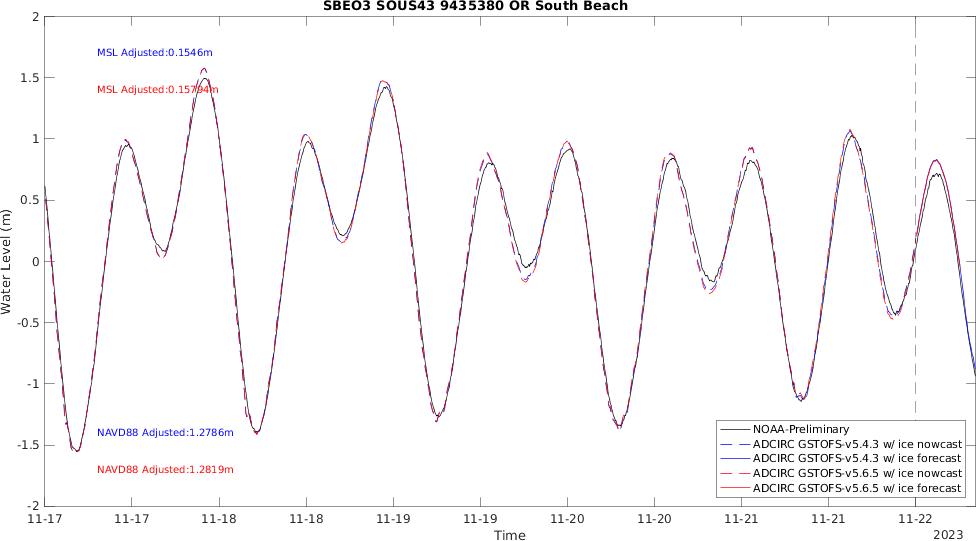 SBEO3 SOUS43 9435380 OR South Beach
2
1.5
1
0.5
0
-0.5
-1
-1.5
-2
Water Level (m)
MSL Adjusted:0.1546m
MSL Adjusted:0.15794m
NAVD88 Adjusted:1.2786m
NAVD88 Adjusted:1.2819m
NOAA-Preliminary
ADCIRC GSTOFS-v5.4.3 w/ ice nowcast
ADCIRC GSTOFS-v5.4.3 w/ ice forecast
ADCIRC GSTOFS-v5.6.5 w/ ice nowcast
ADCIRC GSTOFS-v5.6.5 w/ ice forecast
11-17 11-17 11-18 11-18 11-19 11-19 11-20 11-20 11-21 11-21 11-22
Time
2023